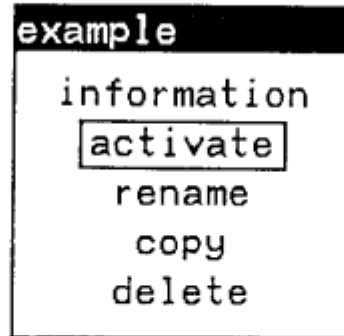 example
information
activate
rename
copy
delete